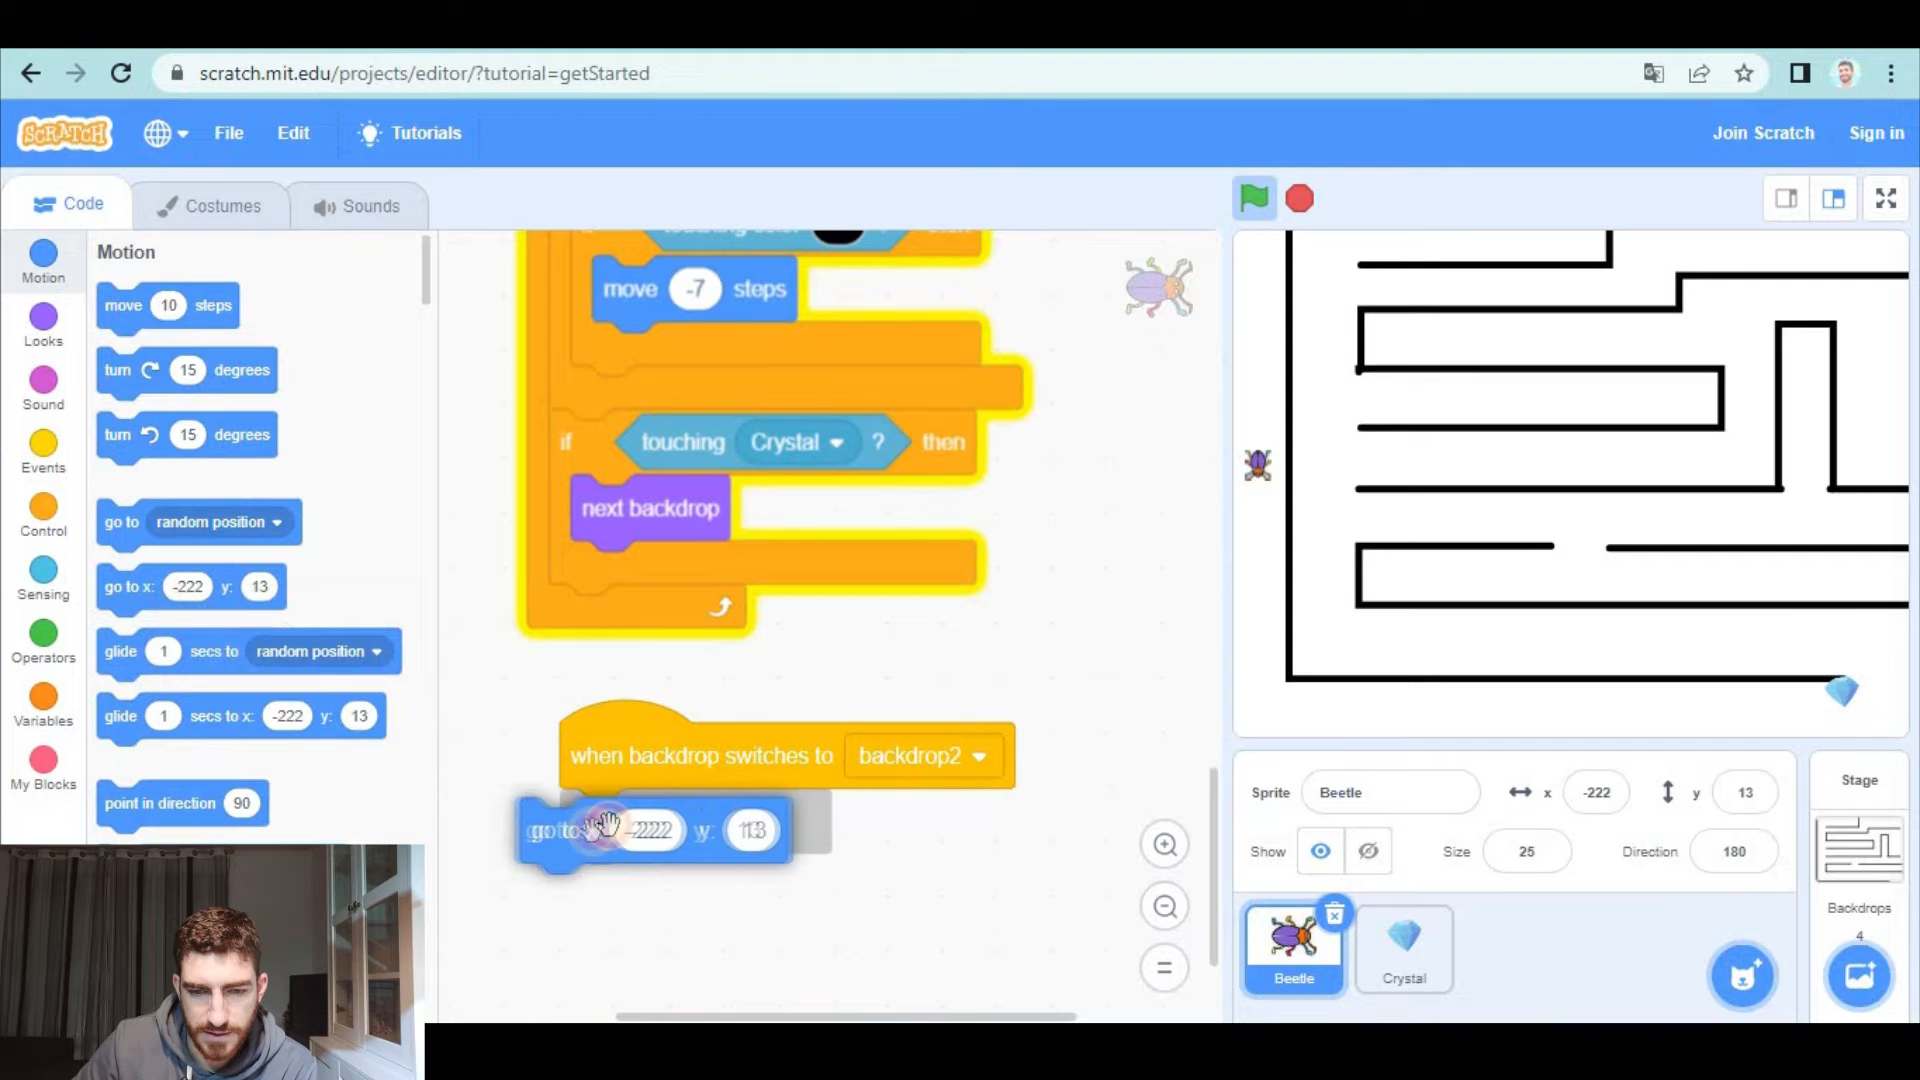 scratch.mit.edu/projects/editor/?tutorial=getStarted
SCRATCH
File
Edit
Tutorials
Join Scratch
Sign in
Code
Costumes
Sounds
Motion
Looks
Sound
Events
Control
Sensing
Operators
Variables
My Blocks
Motion
move 10 steps
turn 15 degrees
turn 15 degrees
go to random position
go to x: -222 y: 13
glide 1 secs to random position
glide 1 secs to x: -222 y: 13
point in direction 90
move -7 steps
if touching Crystal ? then
next backdrop
when backdrop switches to backdrop2
go to -222 y: 13
Sprite Beetle x -222 y 13
Show Size 25 Direction 180
Beetle
Crystal
Stage
Backdrops
4